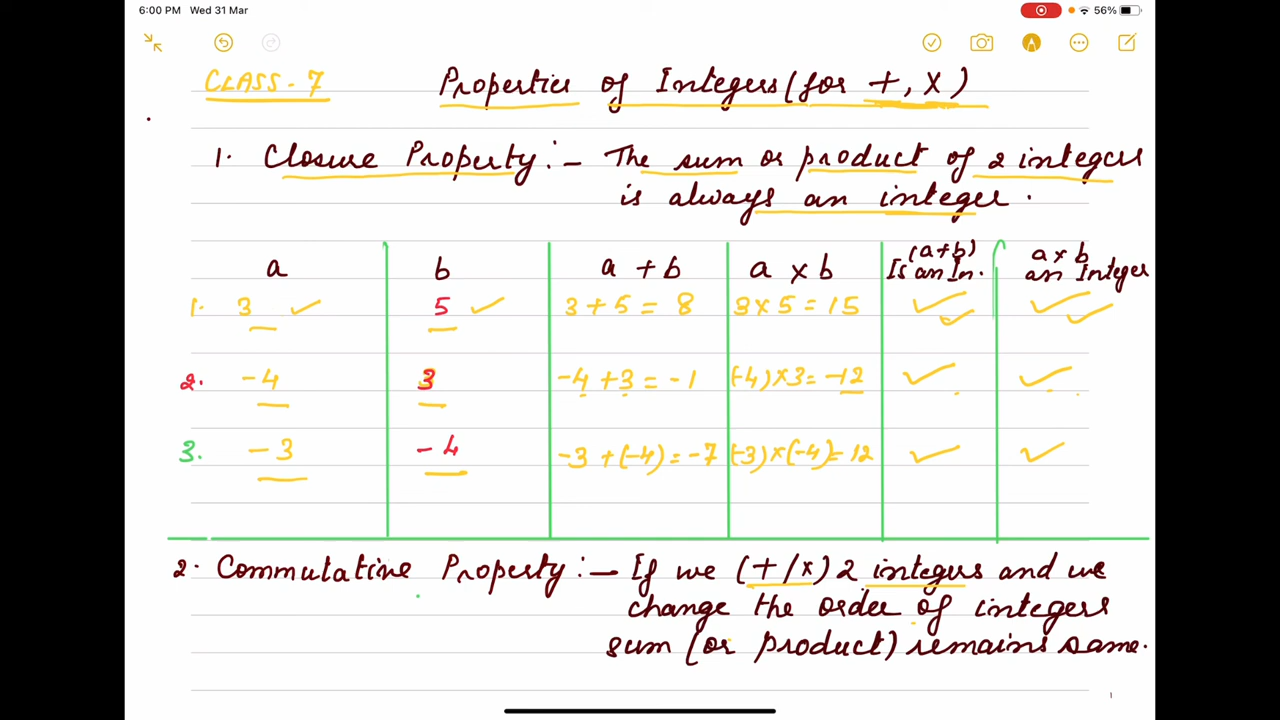 6:00 PM Wed 31 Mar 56%
CLASS-7 Properties of Integers (for +, ×)
1. Closure Property :- The sum or product of 2 integers
is always an integer.
a b a + b a × b (a+b) Is an In. a × b an Integer
1. 3 ✓ 5 ✓ 3 + 5 = 8 3 × 5 = 15 ✓✓ ✓✓
2. -4 3 -4 + 3 = -1 (-4) × 3 = -12 ✓ ✓
3. -3 -4 -3 + (-4) = -7 (-3) × (-4) = 12 ✓ ✓
2. Commutative Property :- If we (+/×) 2 integers and we
change the order of integers
sum (or product) remains same.
1